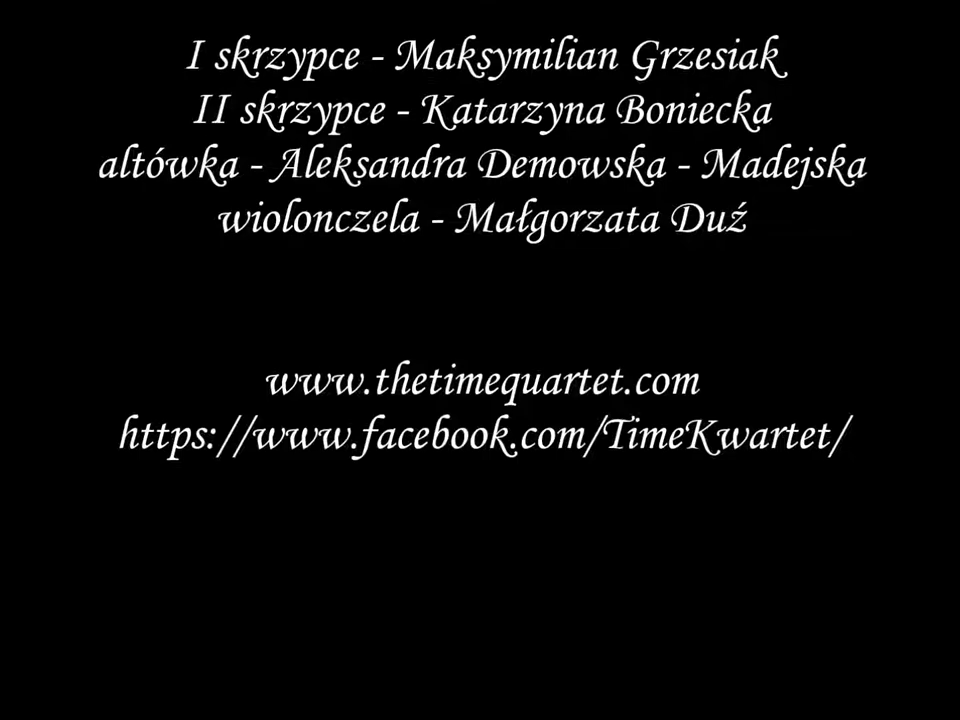 I skrzypce - Maksymilian Grzesiak
II skrzypce - Katarzyna Boniecka
altówka - Aleksandra Demowska - Madejska
wiolonczela - Małgorzata Duź
www.thetimequartet.com
https://www.facebook.com/TimeKwartet/